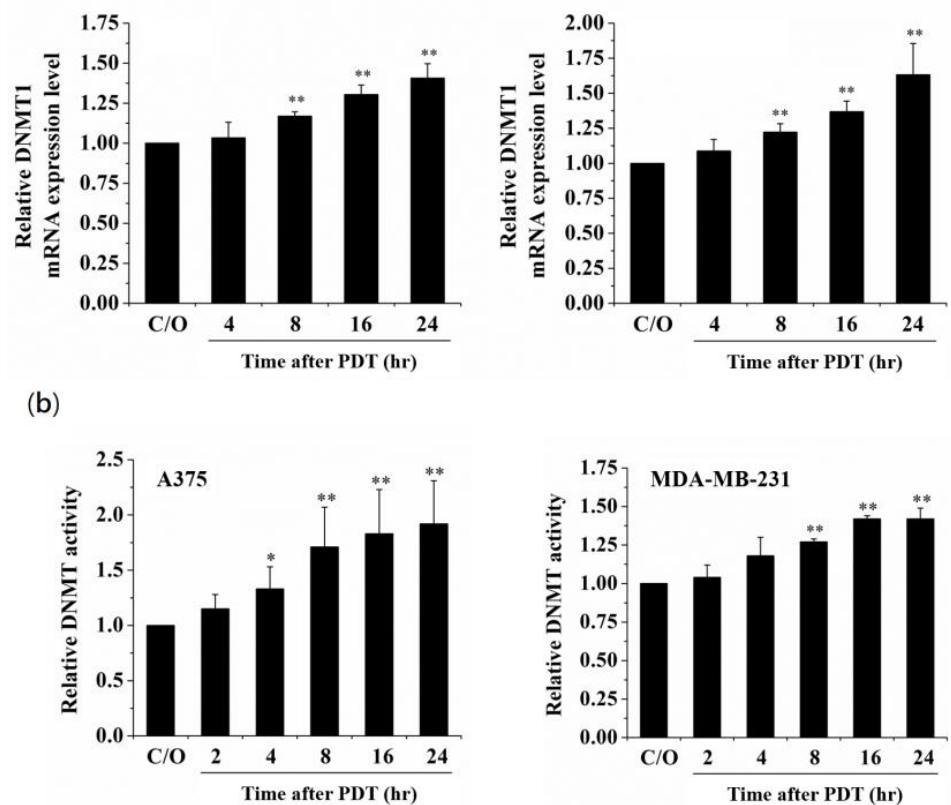 Relative DNMT1
mRNA expression level
1.75
1.50
1.25
1.00
0.75
0.50
0.25
0.00
** ** **
C/O 4 8 16 24
Time after PDT (hr)
Relative DNMT1
mRNA expression level
2.00
1.75
1.50
1.25
1.00
0.75
0.50
0.25
0.00
** ** **
C/O 4 8 16 24
Time after PDT (hr)
(b)
Relative DNMT activity
2.5
2.0
1.5
1.0
0.5
0.0
A375
* ** ** **
C/O 2 4 8 16 24
Time after PDT (hr)
Relative DNMT activity
1.75
1.50
1.25
1.00
0.75
0.50
0.25
0.00
MDA-MB-231
** ** **
C/O 2 4 8 16 24
Time after PDT (hr)